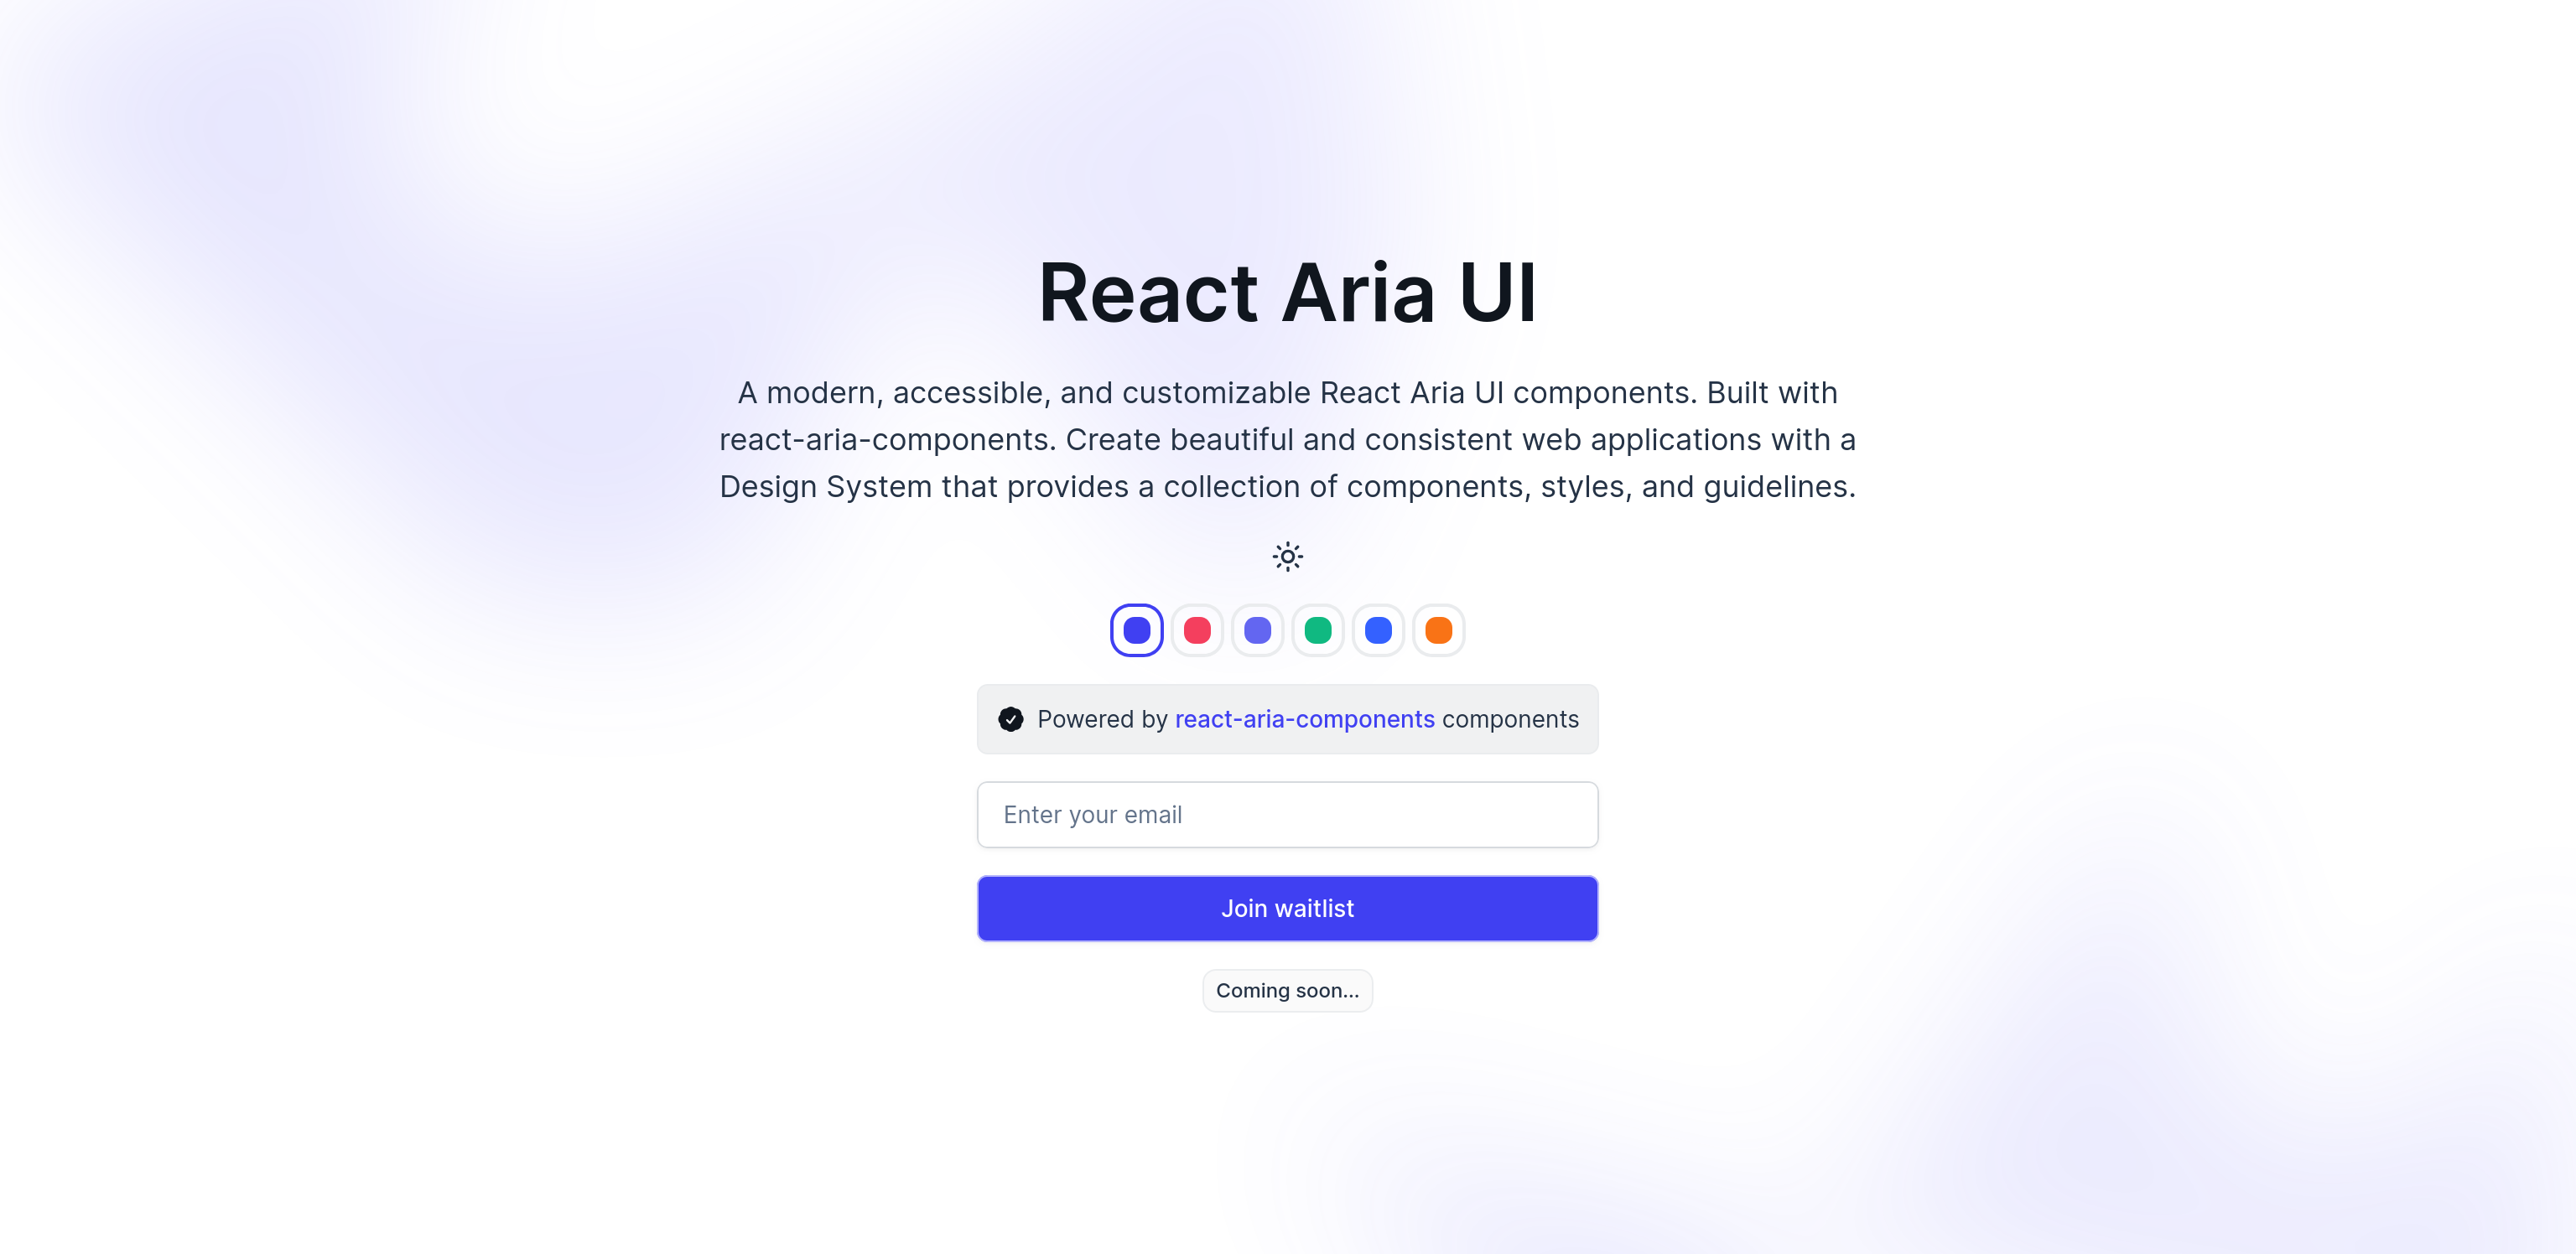 React Aria UI
A modern, accessible, and customizable React Aria UI components. Built with
react-aria-components. Create beautiful and consistent web applications with a
Design System that provides a collection of components, styles, and guidelines.
Powered by react-aria-components components
Enter your email
Join waitlist
Coming soon...